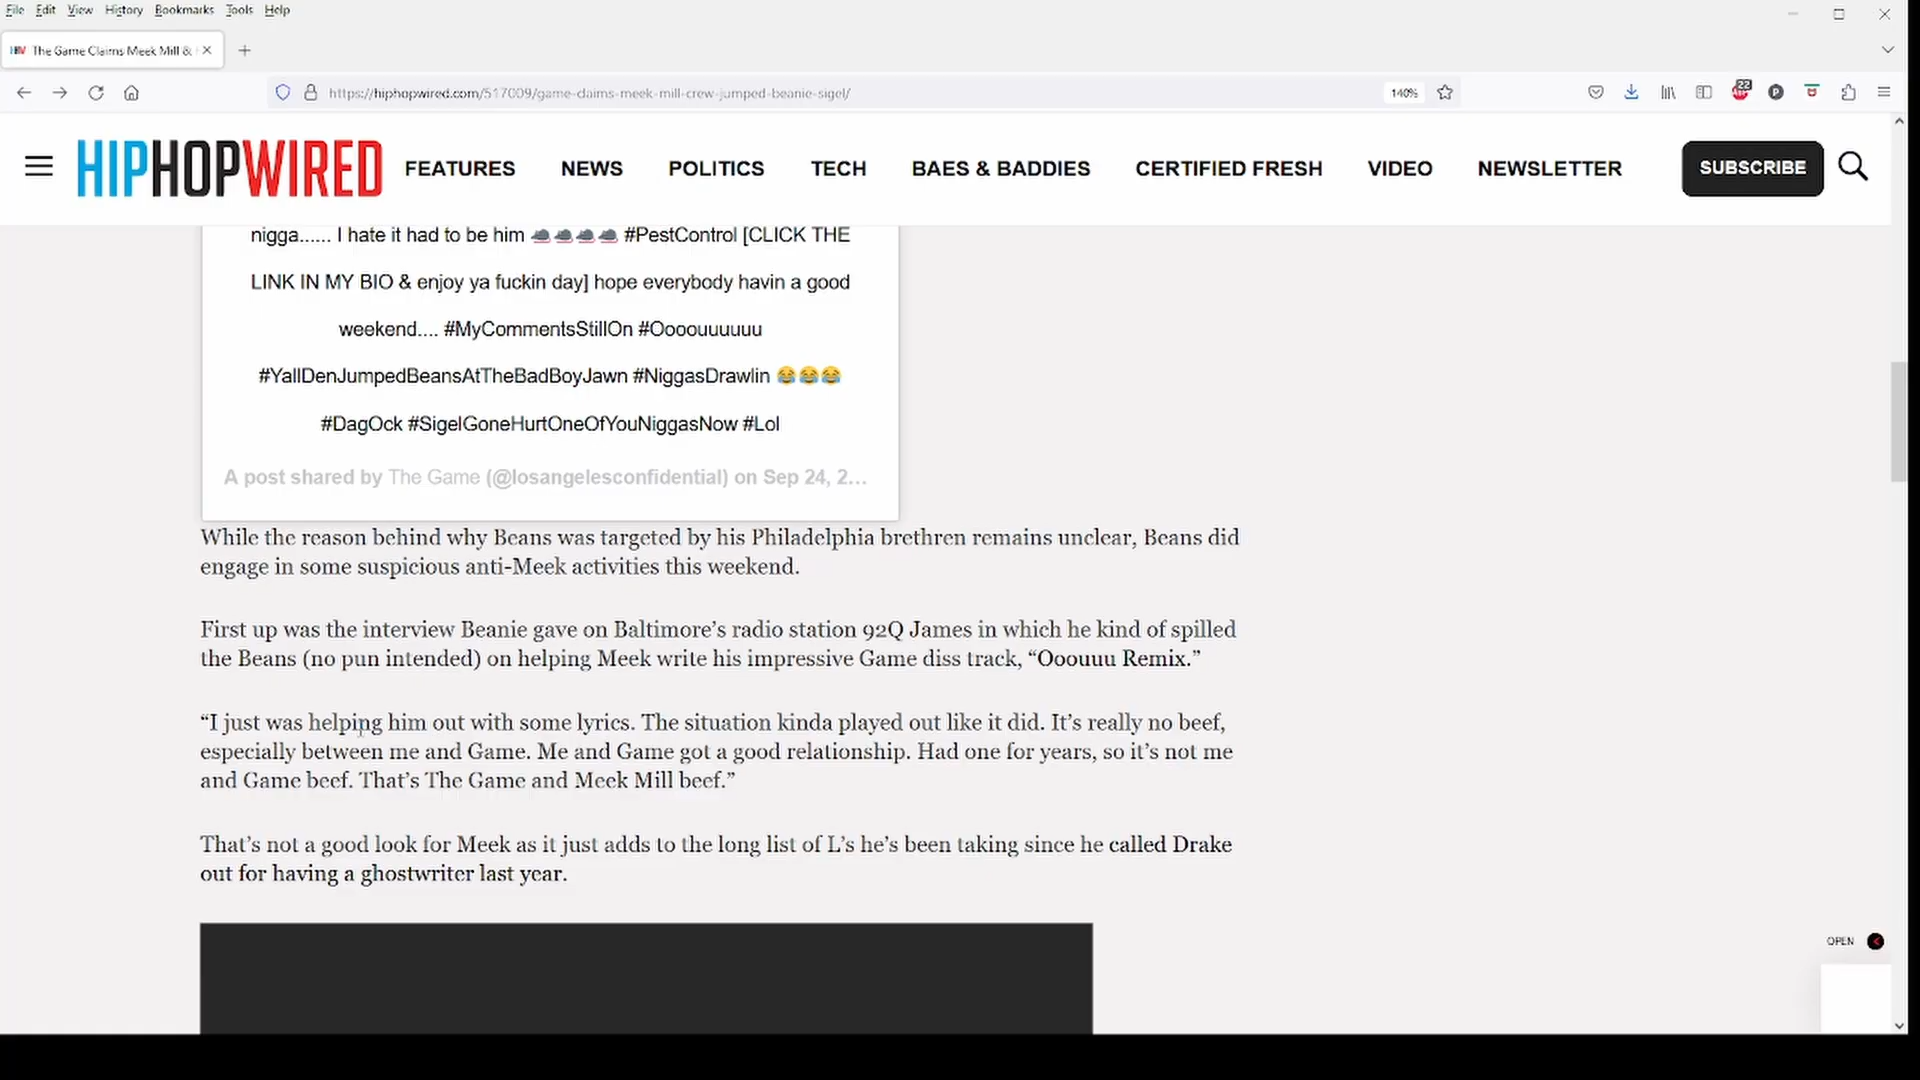 File Edit View History Bookmarks Tools Help
The Game Claims Meek Mill &
https://hiphopwired.com/517009/game-claims-meek-mill-crew-jumped-beanie-sigel/
140%
22
HIPHOPWIRED FEATURES NEWS POLITICS TECH BAES & BADDIES CERTIFIED FRESH VIDEO NEWSLETTER SUBSCRIBE
nigga...... I hate it had to be him 🐀🐀🐀🐀 #PestControl [CLICK THE
LINK IN MY BIO & enjoy ya fuckin day] hope everybody havin a good
weekend.... #MyCommentsStillOn #Oooouuuuuu
#YallDenJumpedBeansAtTheBadBoyJawn #NiggasDrawlin 😂😂😂
#DagOck #SigelGoneHurtOneOfYouNiggasNow #Lol
A post shared by The Game (@losangelesconfidential) on Sep 24, 2…
While the reason behind why Beans was targeted by his Philadelphia brethren remains unclear, Beans did
engage in some suspicious anti-Meek activities this weekend.
First up was the interview Beanie gave on Baltimore’s radio station 92Q James in which he kind of spilled
the Beans (no pun intended) on helping Meek write his impressive Game diss track, “Ooouuu Remix.”
“I just was helping him out with some lyrics. The situation kinda played out like it did. It’s really no beef,
especially between me and Game. Me and Game got a good relationship. Had one for years, so it’s not me
and Game beef. That’s The Game and Meek Mill beef.”
That’s not a good look for Meek as it just adds to the long list of L’s he’s been taking since he called Drake
out for having a ghostwriter last year.
OPEN